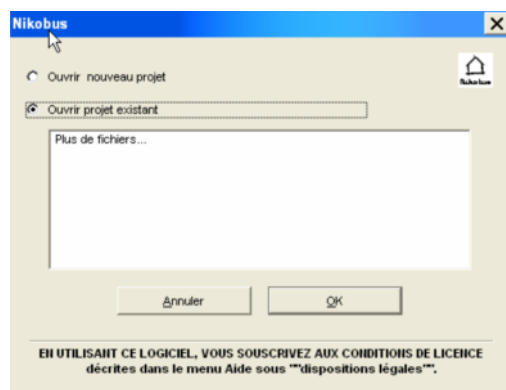 Nikobus
Ouvrir nouveau projet
Nikobus
Ouvrir projet existant
Plus de fichiers...
Annuler
OK
EN UTILISANT CE LOGICIEL, VOUS SOUSCRIVEZ AUX CONDITIONS DE LICENCE
décrites dans le menu Aide sous ""dispositions légales"".